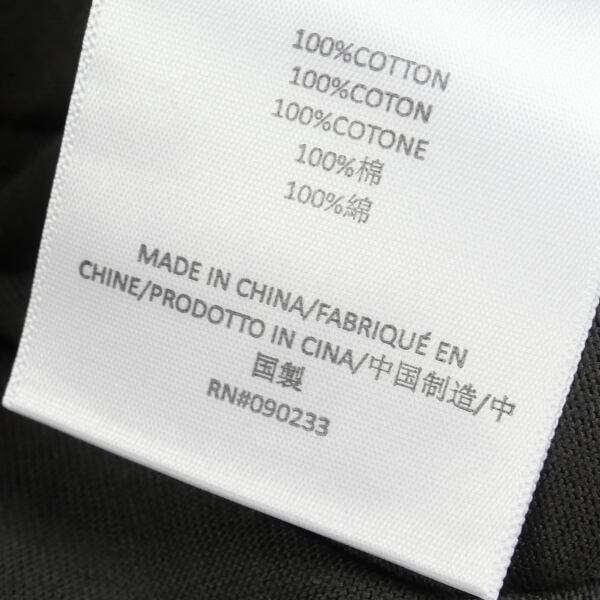 100%COTTON
100%COTON
100%COTONE
100%棉
100%綿
MADE IN CHINA/FABRIQUÉ EN
CHINE/PRODOTTO IN CINA/中国制造/中
国製
RN#090233